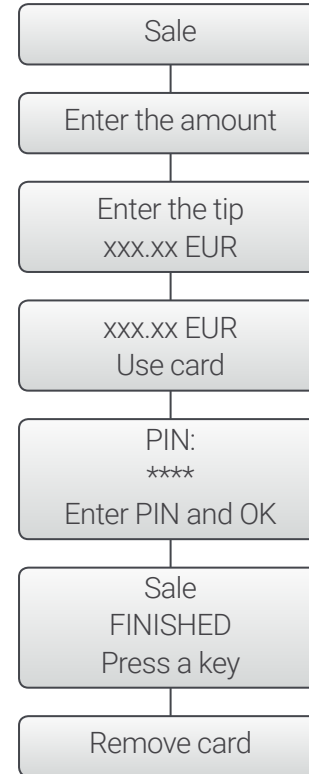 Sale
Enter the amount
Enter the tip
xxx.xx EUR
xxx.xx EUR
Use card
PIN:
****
Enter PIN and OK
Sale
FINISHED
Press a key
Remove card